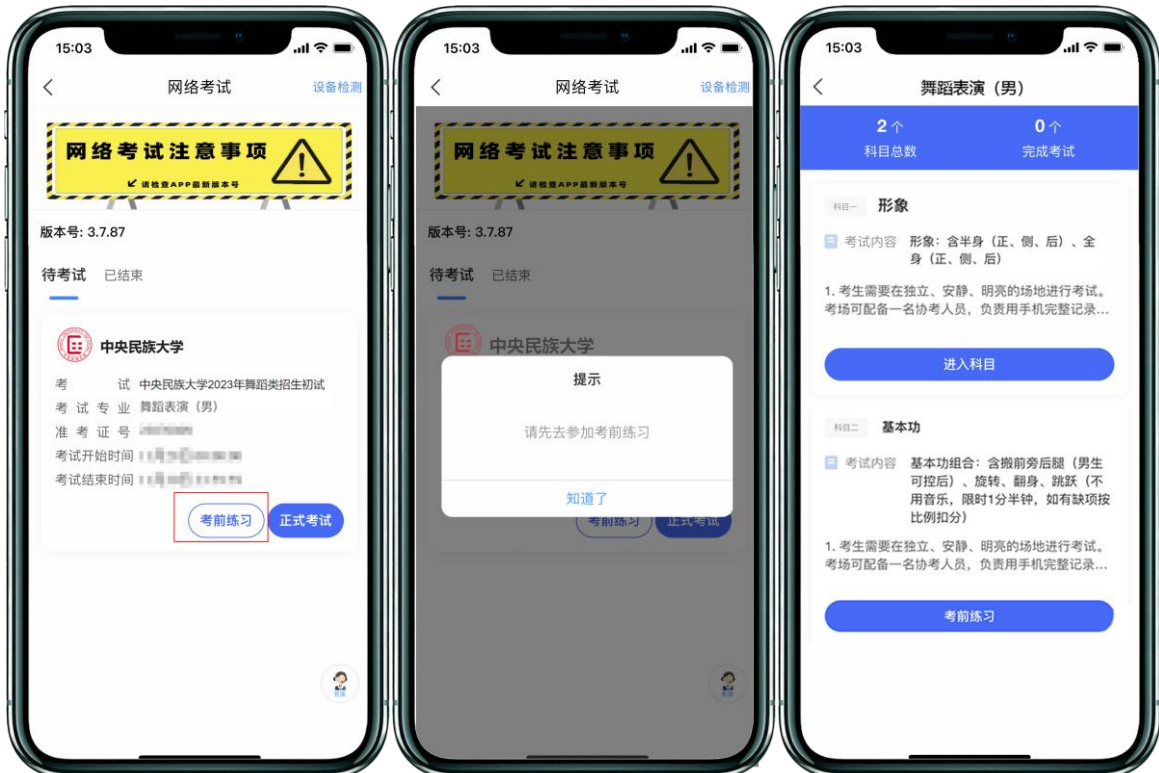 15:03
网络考试
设备检测
网络考试注意事项
请检查APP最新版本号
版本号: 3.7.87
待考试 已结束
中央民族大学
考 试 中央民族大学2023年舞蹈类招生初试
考 试 专 业 舞蹈表演（男）
准 考 证 号
考试开始时间
考试结束时间
考前练习 正式考试
客服
15:03
网络考试
设备检测
网络考试注意事项
请检查APP最新版本号
版本号: 3.7.87
待考试 已结束
中央民族大学
提示
请先去参加考前练习
知道了
考前练习 正式考试
客服
15:03
舞蹈表演（男）
2个 0个
科目总数 完成考试
科目一 形象
考试内容 形象：含半身（正、侧、后）、全
身（正、侧、后）
1. 考生需要在独立、安静、明亮的场地进行考试。
考场可配备一名协考人员，负责用手机完整记录...
进入科目
科目二 基本功
考试内容 基本功组合：含搬前旁后腿（男生
可控后）、旋转、翻身、跳跃（不
用音乐，限时1分半钟，如有缺项按
比例扣分）
1. 考生需要在独立、安静、明亮的场地进行考试。
考场可配备一名协考人员，负责用手机完整记录...
考前练习